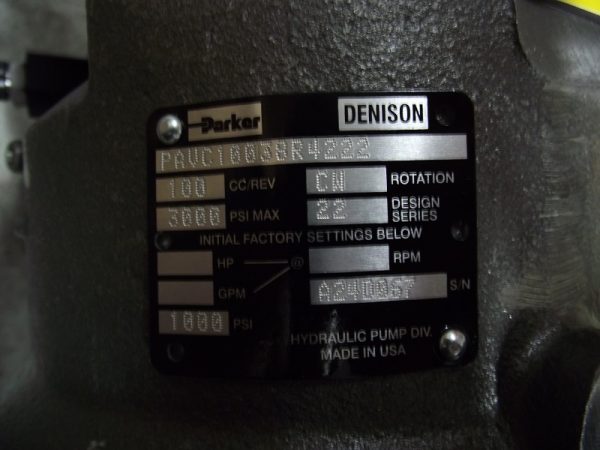 Parker DENISON
PAVC10038R4222
100 CC/REV CW ROTATION
3000 PSI MAX 22 DESIGN SERIES
INITIAL FACTORY SETTINGS BELOW
HP @ RPM
GPM A24D067 S/N
1000 PSI
HYDRAULIC PUMP DIV.
MADE IN USA